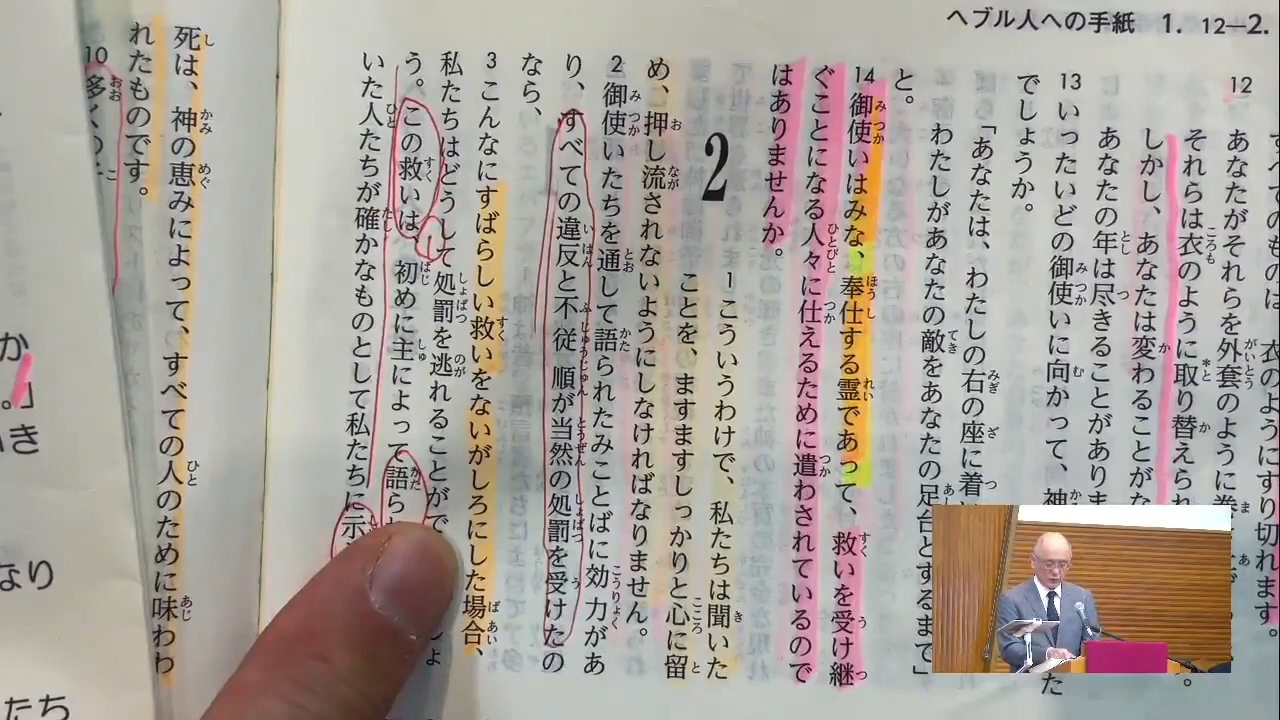 ヘブル人への手紙 1. 12―2.
12
すべてのものは、衣のようにすり切れます。
あなたがそれらを外套のように巻
それらは衣のように取り替えられ
しかし、あなたは変わることがな
あなたの年は尽きることがありま
13 いったいどの御使いに向かって、神
でしょうか。
「あなたは、わたしの右の座に着
わたしがあなたの敵をあなたの足台とするまで」
と。
14 御使いはみな、奉仕する霊であって、救いを受け継
ぐことになる人々に仕えるために遣わされているので
はありませんか。
2
1 こういうわけで、私たちは聞いた
ことを、ますますしっかりと心に留
め、押し流されないようにしなければなりません。
2 御使いたちを通して語られたみことばに効力があ
り、すべての違反と不従順が当然の処罰を受けたの
なら、
3 こんなにすばらしい救いをないがしろにした場合、
私たちはどうして処罰を逃れることがで
しょ
う。この救いは、初めに主によって語ら
いた人たちが確かなものとして私たちに示
死は、神の恵みによって、すべての人のために味わわ
れたものです。
10 多くの子
か
。」
き
なり
たち